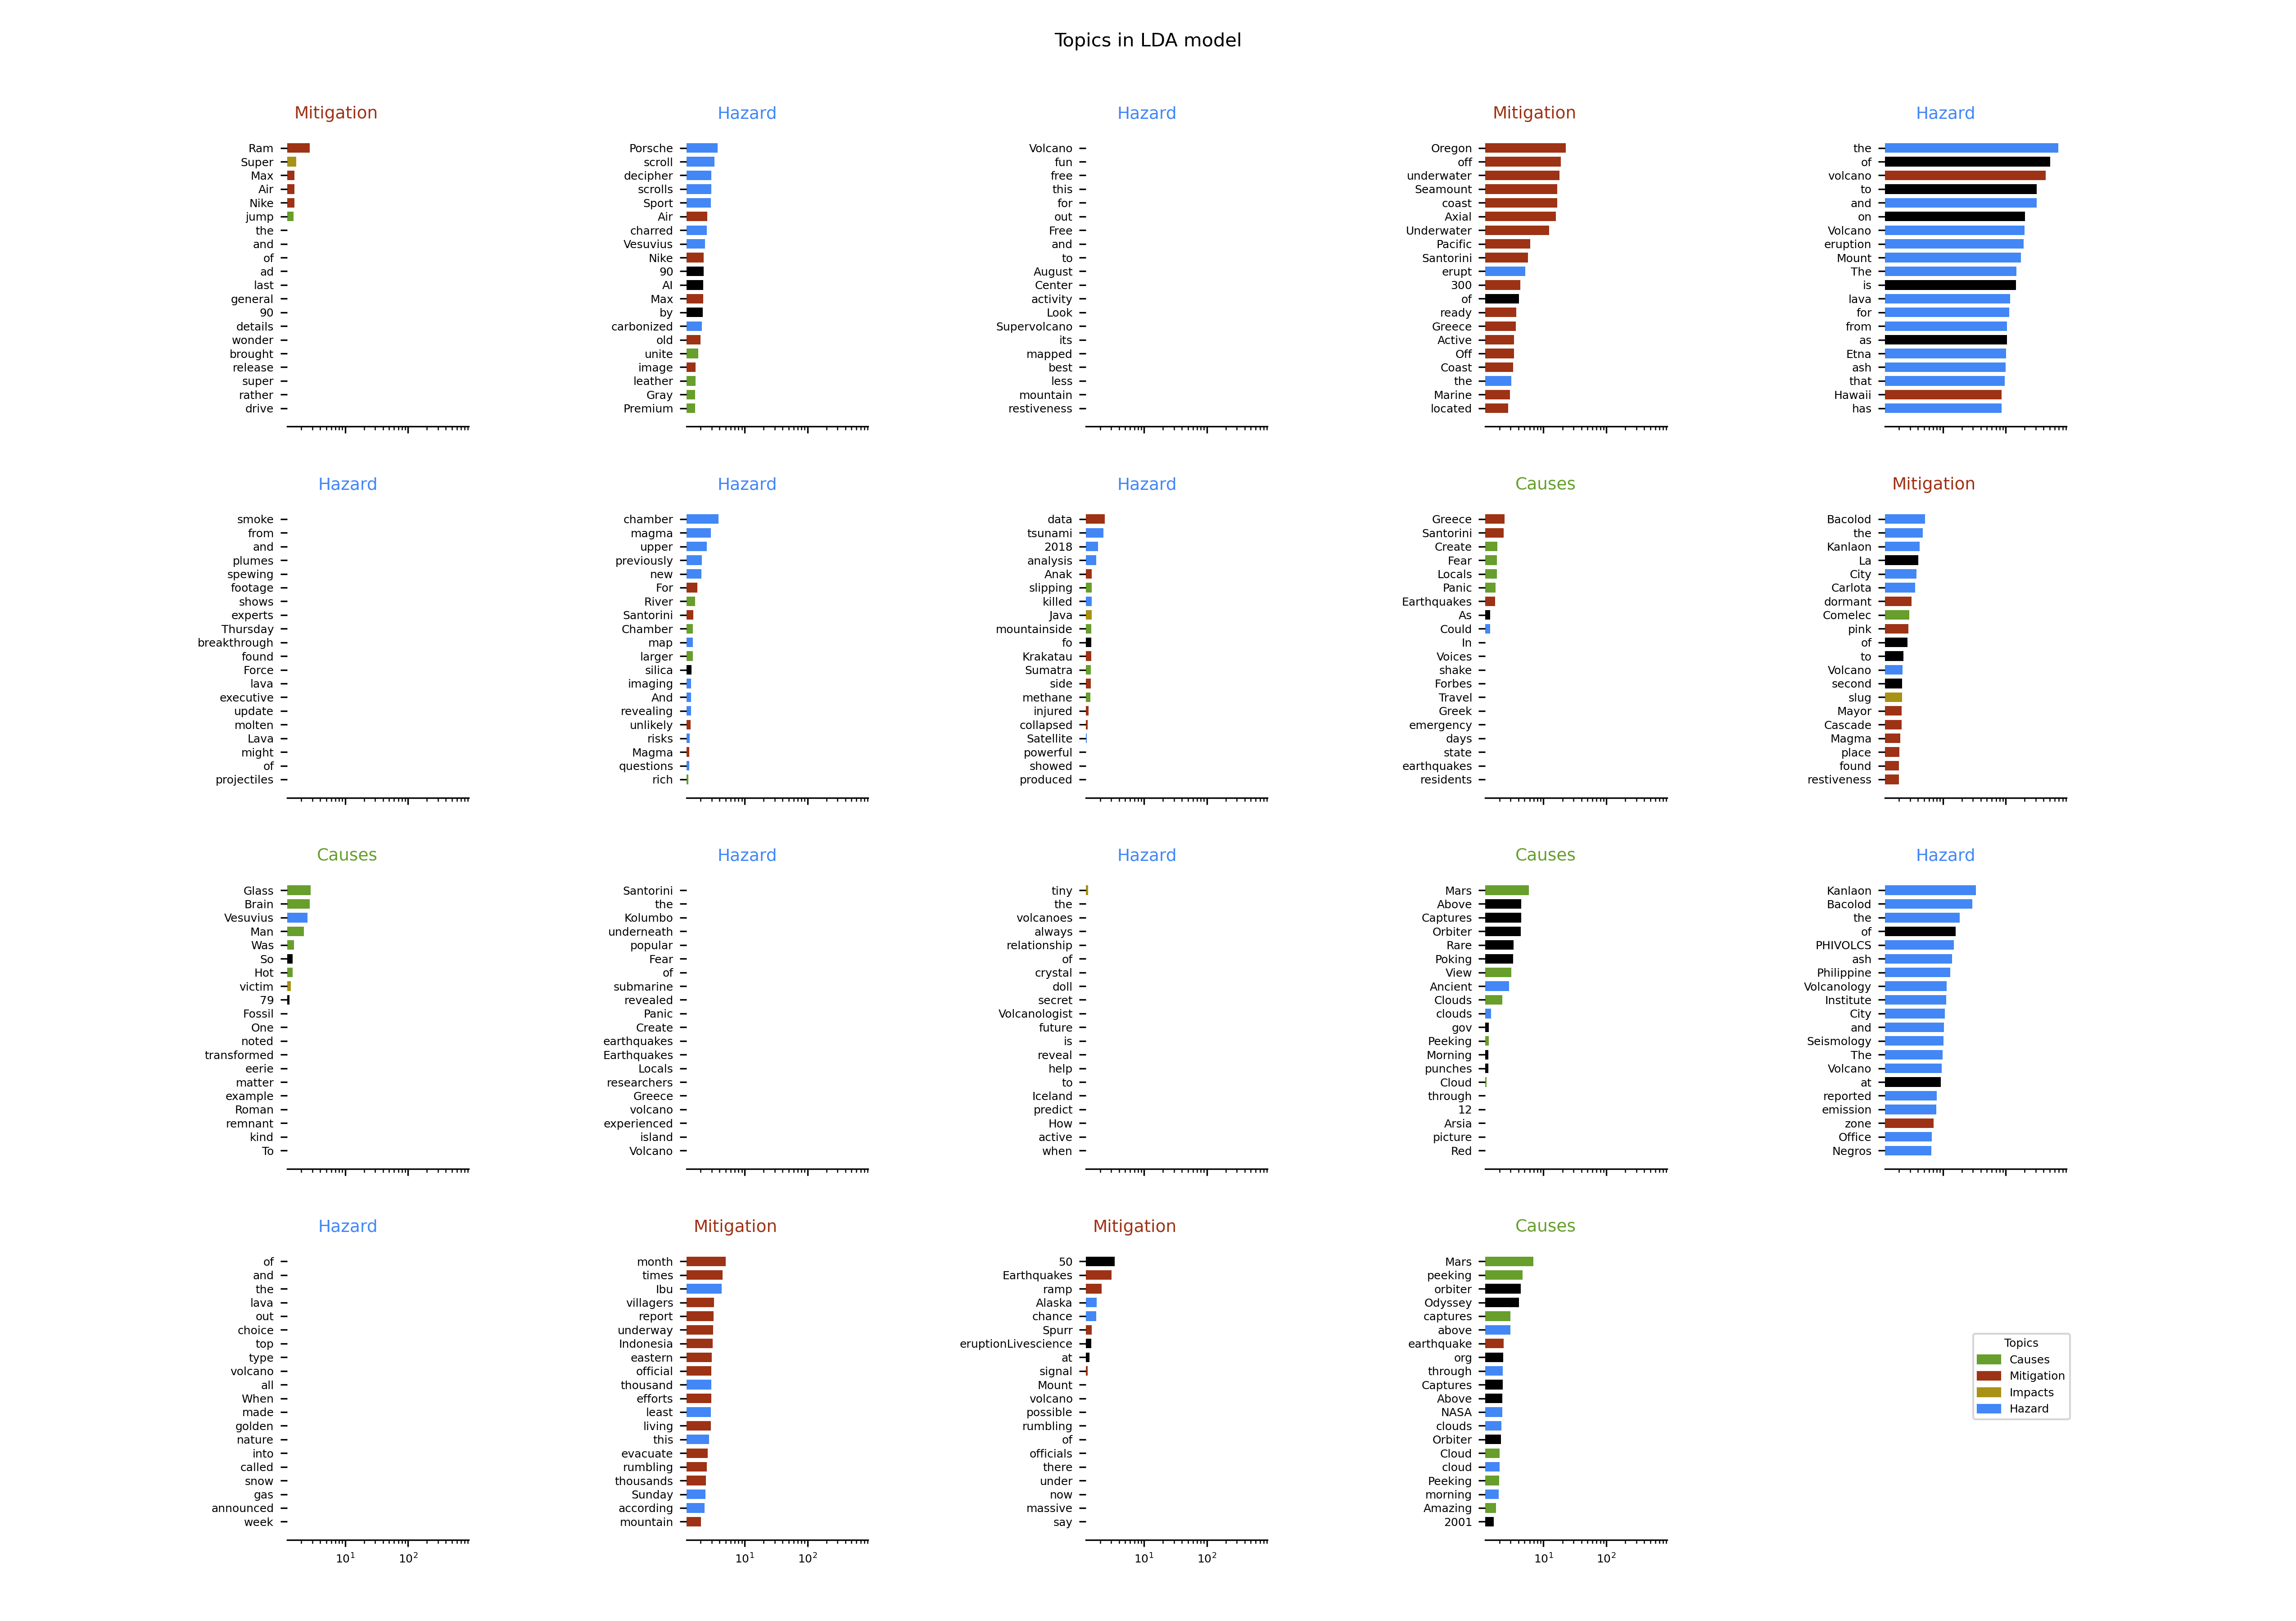 Topics in LDA model
Mitigation
Ram
Super
Max
Air
Nike
jump
the
and
of
ad
last
general
90
details
wonder
brought
release
super
rather
drive
Hazard
Porsche
scroll
decipher
scrolls
Sport
Air
charred
Vesuvius
Nike
90
AI
Max
by
carbonized
old
unite
image
leather
Gray
Premium
Hazard
Volcano
fun
free
this
for
out
Free
and
to
August
Center
activity
Look
Supervolcano
its
mapped
best
less
mountain
restiveness
Mitigation
Oregon
off
underwater
Seamount
coast
Axial
Underwater
Pacific
Santorini
erupt
300
of
ready
Greece
Active
Off
Coast
the
Marine
located
Hazard
the
of
volcano
to
and
on
Volcano
eruption
Mount
The
is
lava
for
from
as
Etna
ash
that
Hawaii
has
Hazard
smoke
from
and
plumes
spewing
footage
shows
experts
Thursday
breakthrough
found
Force
lava
executive
update
molten
Lava
might
of
projectiles
Hazard
chamber
magma
upper
previously
new
For
River
Santorini
Chamber
map
larger
silica
imaging
And
revealing
unlikely
risks
Magma
questions
rich
Hazard
data
tsunami
2018
analysis
Anak
slipping
killed
Java
mountainside
fo
Krakatau
Sumatra
side
methane
injured
collapsed
Satellite
powerful
showed
produced
Causes
Greece
Santorini
Create
Fear
Locals
Panic
Earthquakes
As
Could
In
Voices
shake
Forbes
Travel
Greek
emergency
days
state
earthquakes
residents
Mitigation
Bacolod
the
Kanlaon
La
City
Carlota
dormant
Comelec
pink
of
to
Volcano
second
slug
Mayor
Cascade
Magma
place
found
restiveness
Causes
Glass
Brain
Vesuvius
Man
Was
So
Hot
victim
79
Fossil
One
noted
transformed
eerie
matter
example
Roman
remnant
kind
To
Hazard
Santorini
the
Kolumbo
underneath
popular
Fear
of
submarine
revealed
Panic
Create
earthquakes
Earthquakes
Locals
researchers
Greece
volcano
experienced
island
Volcano
Hazard
tiny
the
volcanoes
always
relationship
of
crystal
doll
secret
Volcanologist
future
is
reveal
help
to
Iceland
predict
How
active
when
Causes
Mars
Above
Captures
Orbiter
Rare
Poking
View
Ancient
Clouds
clouds
gov
Peeking
Morning
punches
Cloud
through
12
Arsia
picture
Red
Hazard
Kanlaon
Bacolod
the
of
PHIVOLCS
ash
Philippine
Volcanology
Institute
City
and
Seismology
The
Volcano
at
reported
emission
zone
Office
Negros
Hazard
of
and
the
lava
out
choice
top
type
volcano
all
When
made
golden
nature
into
called
snow
gas
announced
week
10¹ 10²
Mitigation
month
times
Ibu
villagers
report
underway
Indonesia
eastern
official
thousand
efforts
least
living
this
evacuate
rumbling
thousands
Sunday
according
mountain
10¹ 10²
Mitigation
50
Earthquakes
ramp
Alaska
chance
Spurr
eruptionLivescience
at
signal
Mount
volcano
possible
rumbling
of
officials
there
under
now
massive
say
10¹ 10²
Causes
Mars
peeking
orbiter
Odyssey
captures
above
earthquake
org
through
Captures
Above
NASA
clouds
Orbiter
Cloud
cloud
Peeking
morning
Amazing
2001
10¹ 10²
Topics
Causes
Mitigation
Impacts
Hazard